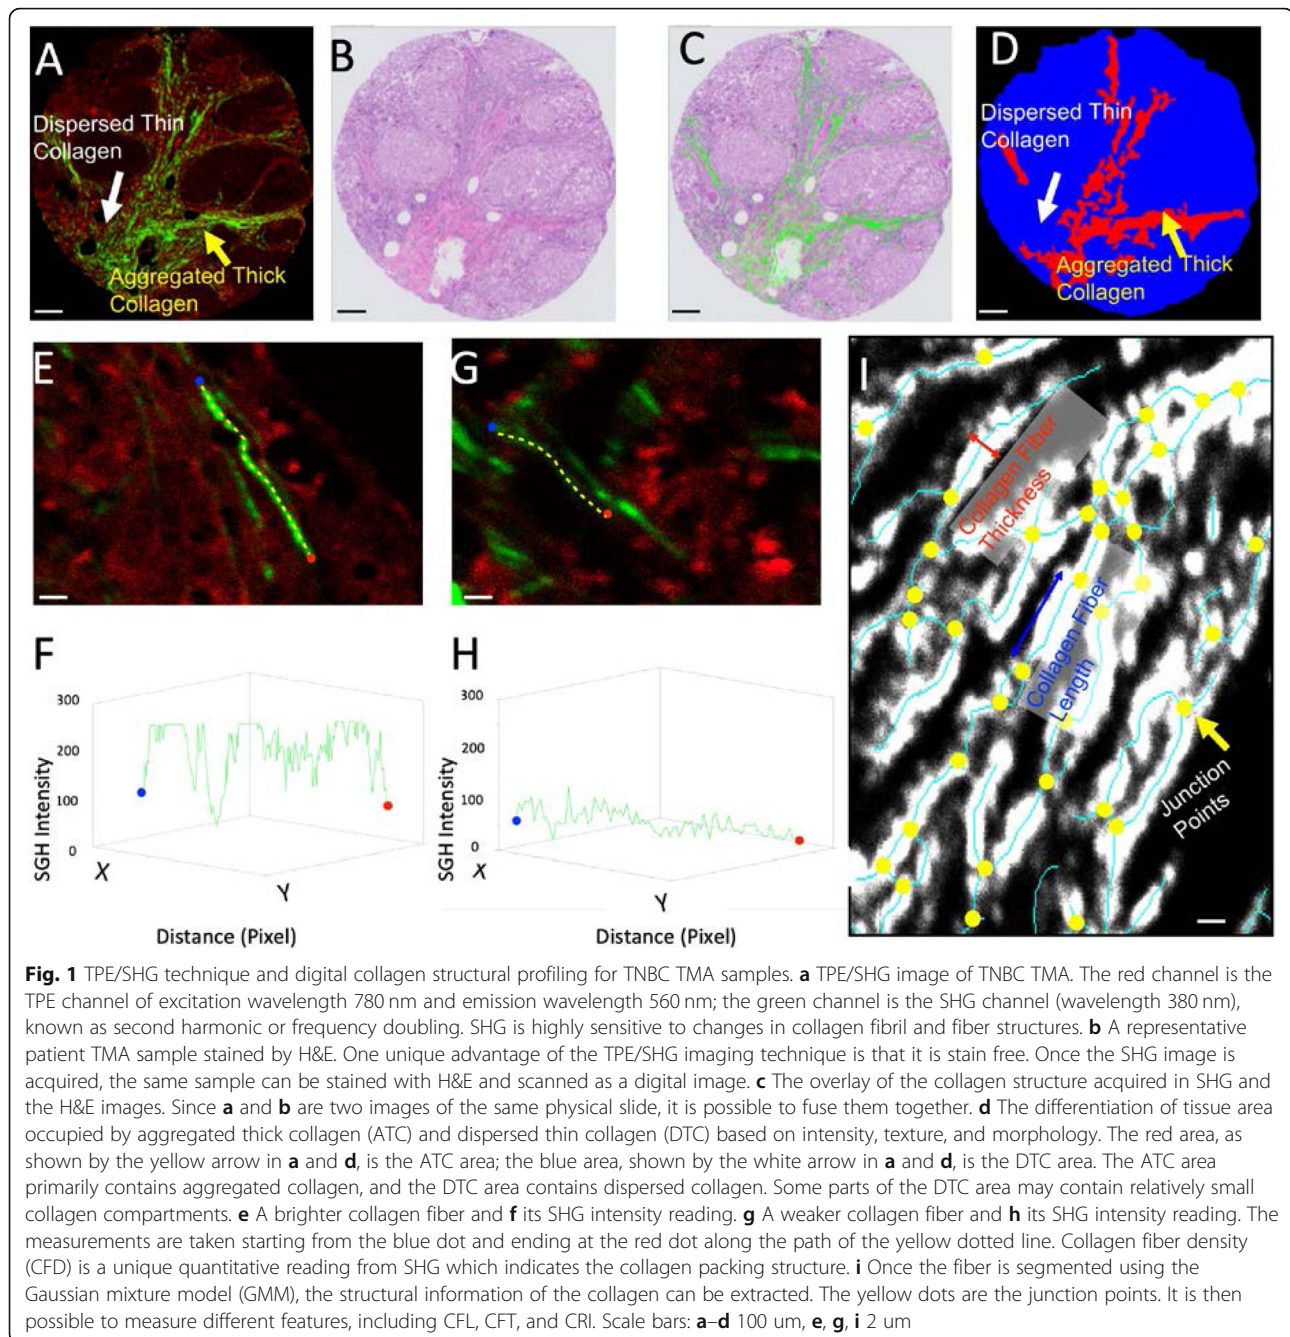 A
Dispersed Thin
Collagen
Aggregated Thick
Collagen
B
C
D
Dispersed Thin
Collagen
Aggregated Thick
Collagen
E
G
I
Collagen Fiber
Thickness
Collagen Fiber
Length
Junction
Points
F
300
200
100
0
SGH Intensity
X
Y
Distance (Pixel)
H
300
200
100
0
SGH Intensity
X
Y
Distance (Pixel)
Fig. 1 TPE/SHG technique and digital collagen structural profiling for TNBC TMA samples. a TPE/SHG image of TNBC TMA. The red channel is the
TPE channel of excitation wavelength 780 nm and emission wavelength 560 nm; the green channel is the SHG channel (wavelength 380 nm),
known as second harmonic or frequency doubling. SHG is highly sensitive to changes in collagen fibril and fiber structures. b A representative
patient TMA sample stained by H&E. One unique advantage of the TPE/SHG imaging technique is that it is stain free. Once the SHG image is
acquired, the same sample can be stained with H&E and scanned as a digital image. c The overlay of the collagen structure acquired in SHG and
the H&E images. Since a and b are two images of the same physical slide, it is possible to fuse them together. d The differentiation of tissue area
occupied by aggregated thick collagen (ATC) and dispersed thin collagen (DTC) based on intensity, texture, and morphology. The red area, as
shown by the yellow arrow in a and d, is the ATC area; the blue area, shown by the white arrow in a and d, is the DTC area. The ATC area
primarily contains aggregated collagen, and the DTC area contains dispersed collagen. Some parts of the DTC area may contain relatively small
collagen compartments. e A brighter collagen fiber and f its SHG intensity reading. g A weaker collagen fiber and h its SHG intensity reading. The
measurements are taken starting from the blue dot and ending at the red dot along the path of the yellow dotted line. Collagen fiber density
(CFD) is a unique quantitative reading from SHG which indicates the collagen packing structure. i Once the fiber is segmented using the
Gaussian mixture model (GMM), the structural information of the collagen can be extracted. The yellow dots are the junction points. It is then
possible to measure different features, including CFL, CFT, and CRI. Scale bars: a–d 100 um, e, g, i 2 um